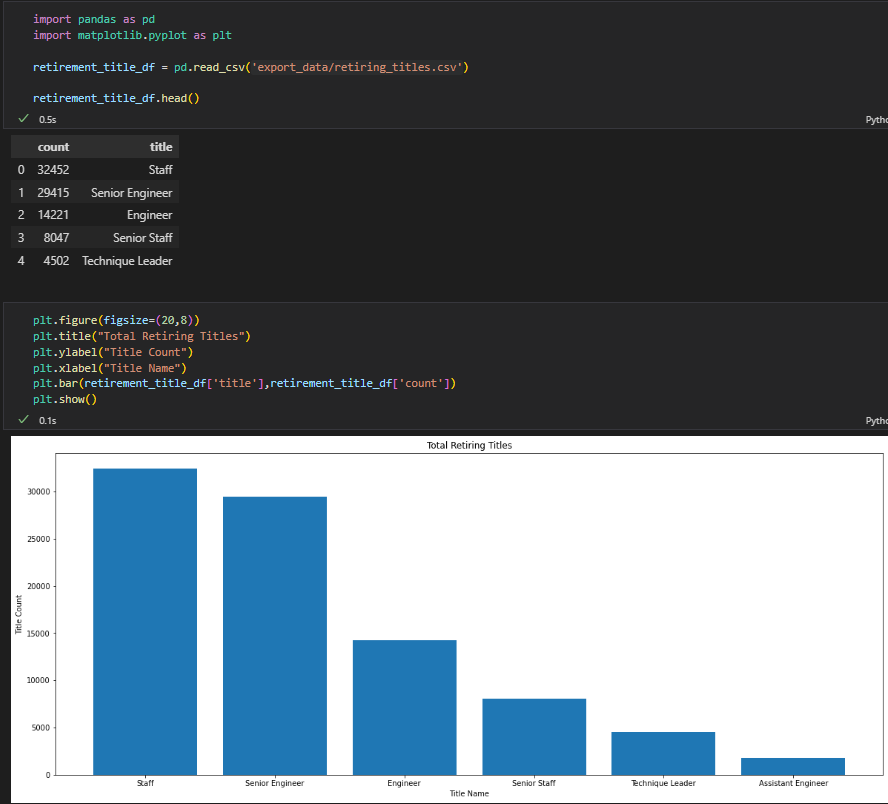 import pandas as pd
import matplotlib.pyplot as plt
retirement_title_df = pd.read_csv('export_data/retiring_titles.csv')
retirement_title_df.head()
0.5s
count title
0 32452 Staff
1 29415 Senior Engineer
2 14221 Engineer
3 8047 Senior Staff
4 4502 Technique Leader
plt.figure(figsize=(20,8))
plt.title("Total Retiring Titles")
plt.ylabel("Title Count")
plt.xlabel("Title Name")
plt.bar(retirement_title_df['title'],retirement_title_df['count'])
plt.show()
0.1s
Total Retiring Titles
Title Count
30000
25000
20000
15000
10000
5000
0
Staff Senior Engineer Engineer Senior Staff Technique Leader Assistant Engineer
Title Name